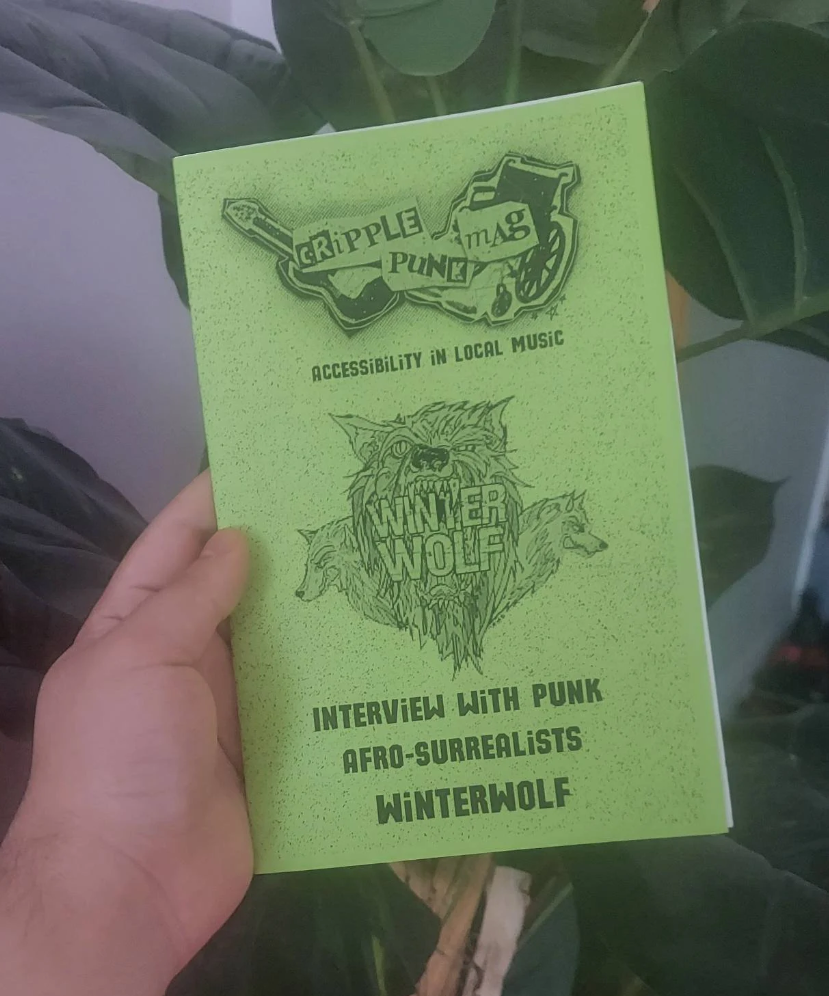 CRiPPLE
PUNK
mAg
ACCESSiBiLiTY iN LOCAL MUSiC
WINTER
WOLF
INTERViEW WiTH PUNK
AFRO-SURREALiSTS
WiNTERWOLF